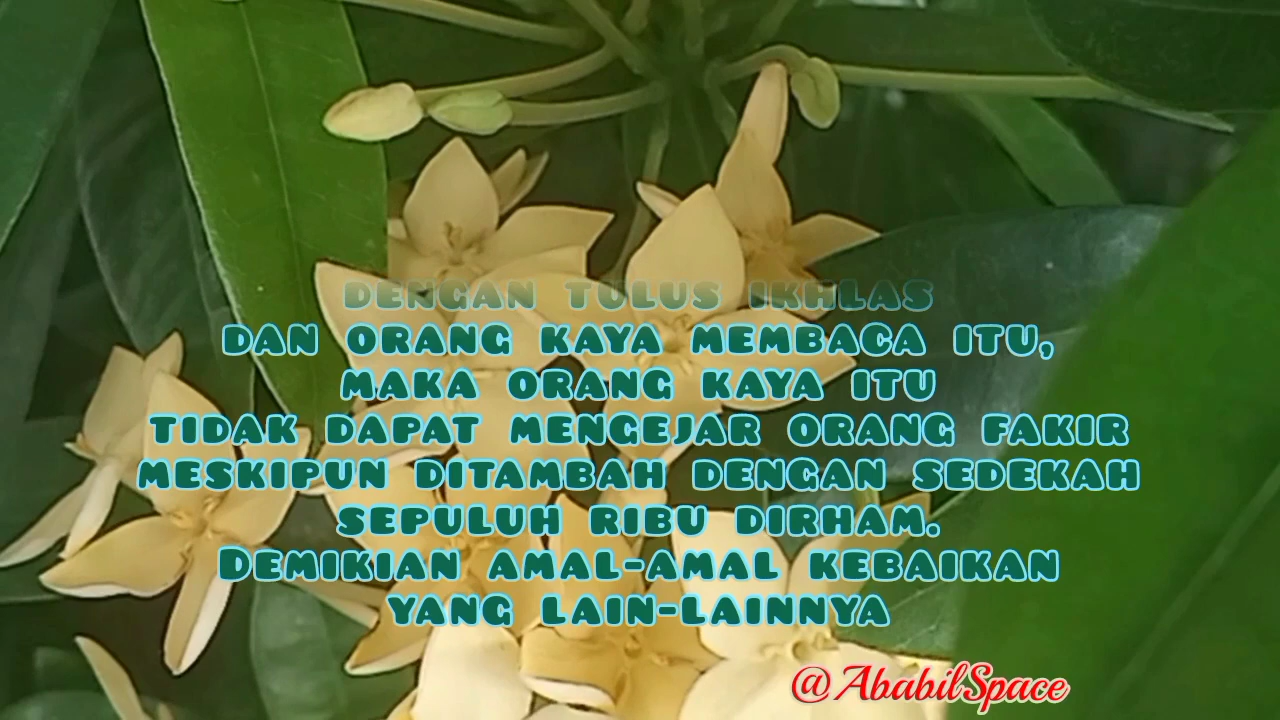 DENGAN TULUS IKHLAS
DAN ORANG KAYA MEMBACA ITU,
MAKA ORANG KAYA ITU
TIDAK DAPAT MENGEJAR ORANG FAKIR
MESKIPUN DITAMBAH DENGAN SEDEKAH
SEPULUH RIBU DIRHAM.
DEMIKIAN AMAL-AMAL KEBAIKAN
YANG LAIN-LAINNYA
@AbabilSpace